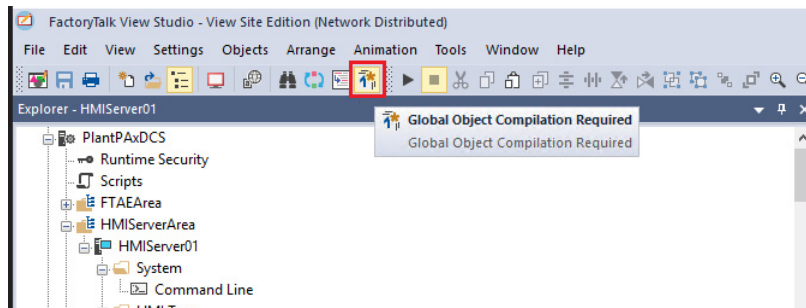 FactoryTalk View Studio - View Site Edition (Network Distributed)
File Edit View Settings Objects Arrange Animation Tools Window Help
Explorer - HMIServer01
Global Object Compilation Required
Global Object Compilation Required
PlantPAxDCS
Runtime Security
Scripts
FTAEArea
HMIServerArea
HMIServer01
System
Command Line